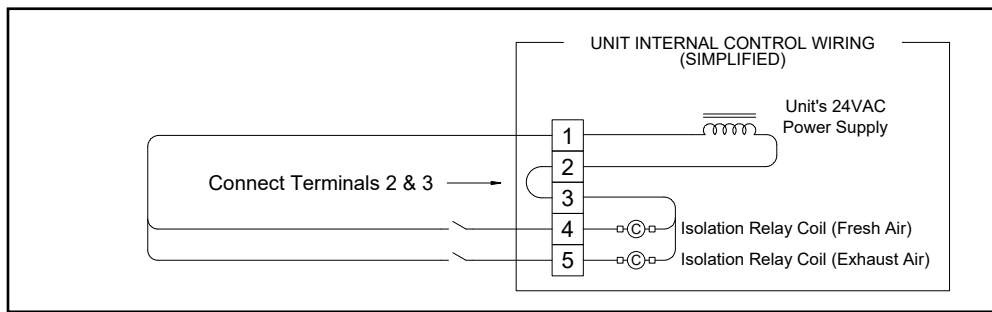 UNIT INTERNAL CONTROL WIRING
(SIMPLIFIED)
Unit's 24VAC
Power Supply
1
2
Connect Terminals 2 & 3
3
4
C
Isolation Relay Coil (Fresh Air)
5
C
Isolation Relay Coil (Exhaust Air)